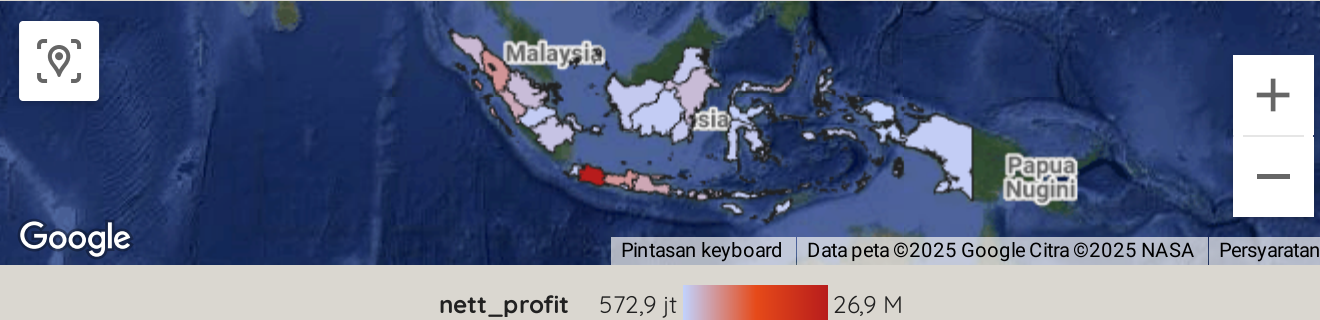 Malaysia
sia
Papua
Nugini
Google
Pintasan keyboard
Data peta ©2025 Google Citra ©2025 NASA
Persyaratan
nett_profit 572,9 jt 26,9 M